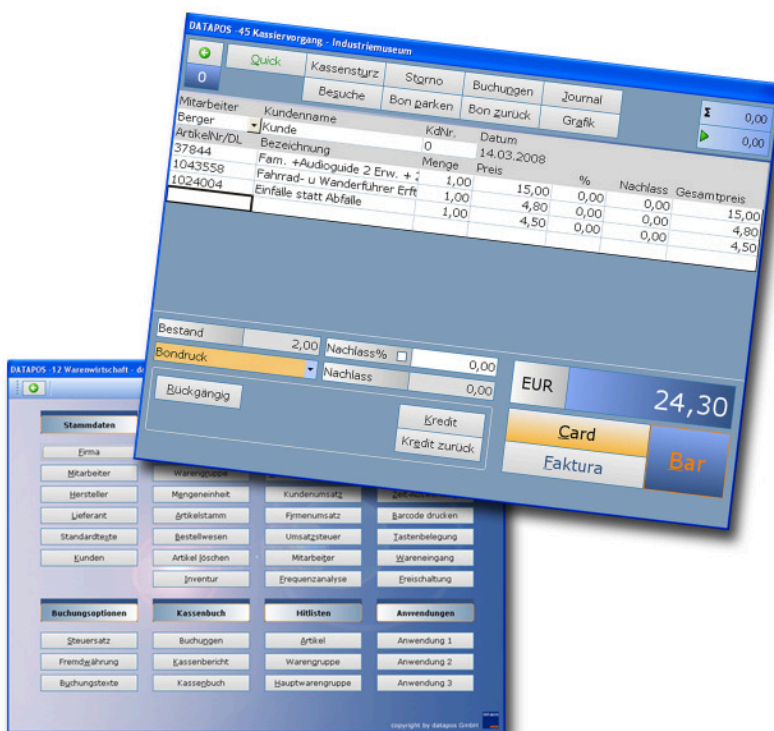 DATAPOS -45 Kassiervorgang - Industriemuseum
0
Quick
Kassensturz
Storno
Buchungen
Journal
Besuche
Bon parken
Bon zurück
Grafik
Σ 0,00
0,00
Mitarbeiter Kundenname KdNr. Datum
Berger Kunde 0 14.03.2008
ArtikelNr/DL Bezeichnung Menge Preis % Nachlass Gesamtpreis
37844 Fam. +Audioguide 2 Erw. + 1,00 15,00 0,00 0,00 15,00
1043558 Fahrrad- u Wanderführer Erft 1,00 4,80 0,00 0,00 4,80
1024004 Einfälle statt Abfälle 1,00 4,50 0,00 0,00 4,50
Bestand 2,00 Nachlass% 0,00
Bondruck Nachlass 0,00
EUR 24,30
Rückgängig
Kredit
Kredit zurück
Card
Faktura
Bar
DATAPOS -12 Warenwirtschaft -
Stammdaten
Firma
Mitarbeiter Warengruppe
Hersteller Mengeneinheit Kundenumsatz
Lieferant Artikelstamm Firmenumsatz Barcode drucken
Standardtexte Bestellwesen Umsatzsteuer Tastenbelegung
Kunden Artikel löschen Mitarbeiter Wareneingang
Inventur Frequenzanalyse Freischaltung
Buchungsoptionen Kassenbuch Hitlisten Anwendungen
Steuersatz Buchungen Artikel Anwendung 1
Fremdwährung Kassenbericht Warengruppe Anwendung 2
Buchungstexte Kassenbuch Hauptwarengruppe Anwendung 3
copyright by datapos GmbH